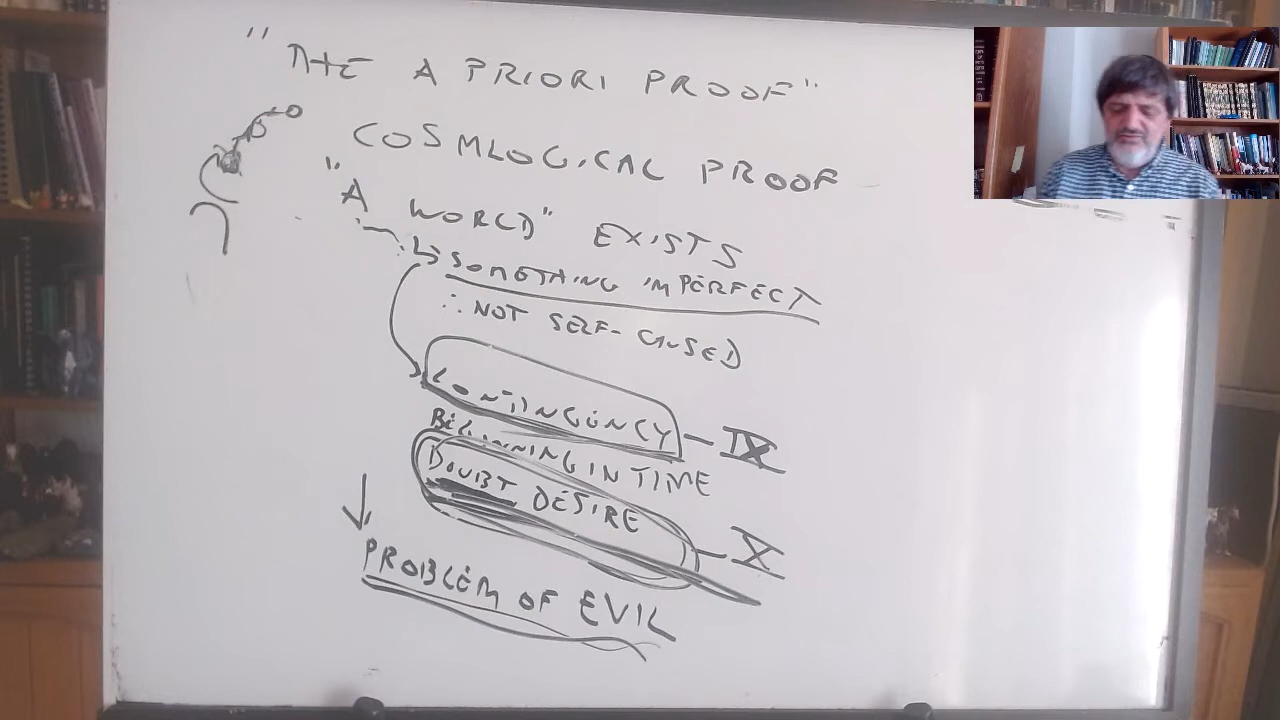 "THE A PRIORI PROOF"
COSMLOGICAL PROOF
"A WORLD" EXISTS
SOMETHING IMPERFECT
∴ NOT SELF-CAUSED
CONTINGENCY — IX
BEGINNING IN TIME
DOUBT DESIRE — X
PROBLEM OF EVIL